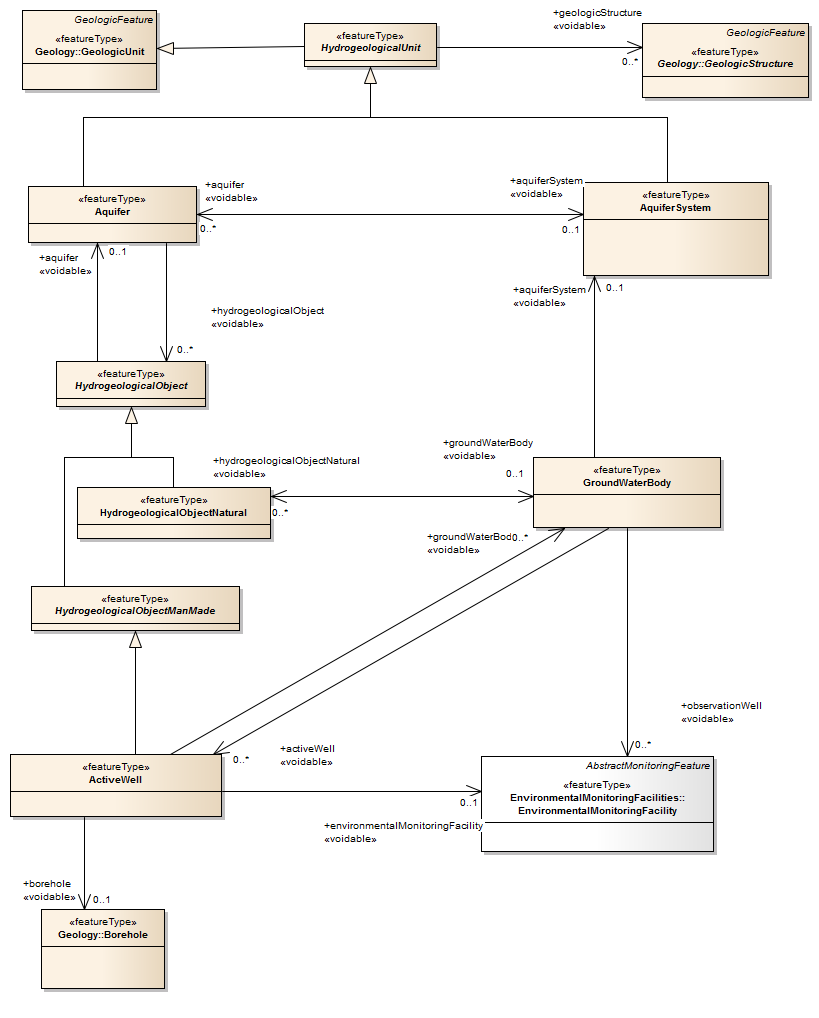 GeologicFeature
«featureType»
Geology::GeologicUnit
«featureType»
HydrogeologicalUnit
+geologicStructure
«voidable»
0..*
GeologicFeature
«featureType»
Geology::GeologicStructure
«featureType»
Aquifer
+aquifer
«voidable»
0..*
+aquiferSystem
«voidable»
0..1
«featureType»
AquiferSystem
+aquifer
«voidable»
0..1
+hydrogeologicalObject
«voidable»
0..*
+aquiferSystem
«voidable»
0..1
«featureType»
HydrogeologicalObject
+hydrogeologicalObjectNatural
«voidable»
0..*
+groundWaterBody
«voidable»
0..1
«featureType»
GroundWaterBody
«featureType»
HydrogeologicalObjectNatural
+groundWaterBod
0..*
«voidable»
«featureType»
HydrogeologicalObjectManMade
+observationWell
«voidable»
0..*
«featureType»
ActiveWell
0..*
+activeWell
«voidable»
AbstractMonitoringFeature
«featureType»
EnvironmentalMonitoringFacilities::
EnvironmentalMonitoringFacility
0..1
+environmentalMonitoringFacility
«voidable»
+borehole
«voidable»
0..1
«featureType»
Geology::Borehole